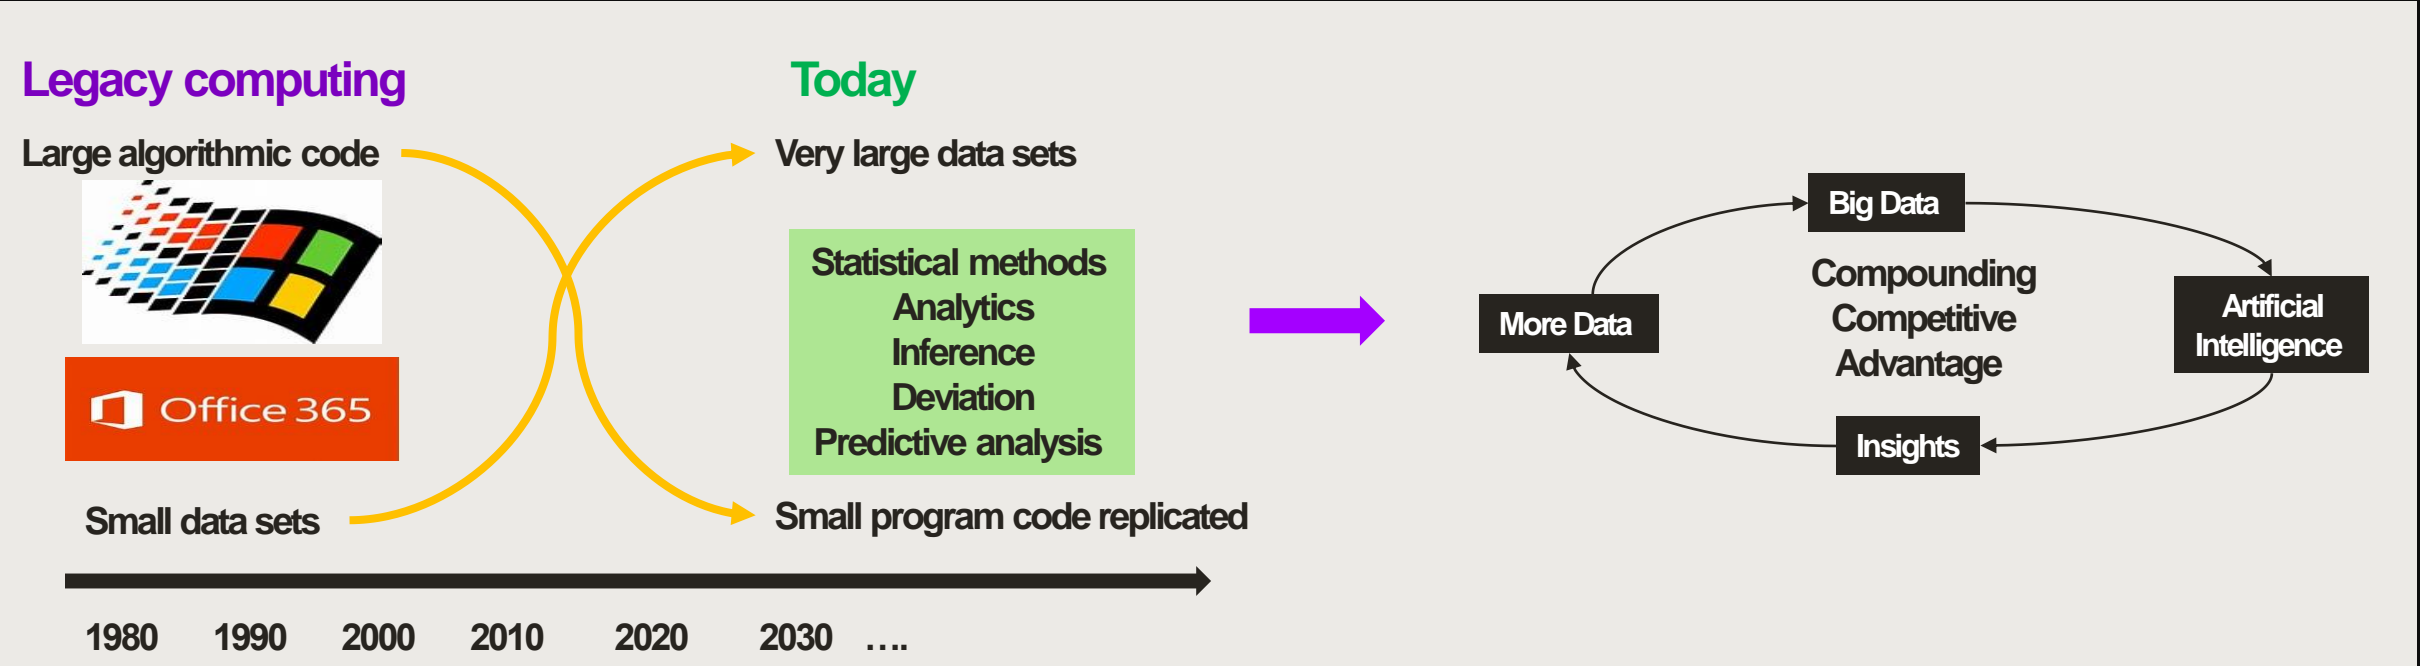 Legacy computing
Large algorithmic code
Office 365
Small data sets
Today
Very large data sets
Statistical methods
Analytics
Inference
Deviation
Predictive analysis
Small program code replicated
1980 1990 2000 2010 2020 2030 ....
Big Data
Compounding
Competitive
Advantage
More Data
Artificial
Intelligence
Insights